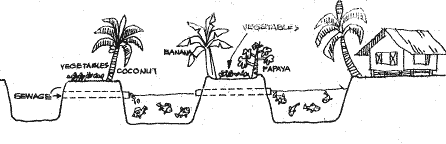 VEGETABLES
BANANA
VEGETABLES
COCONUT
PAPAYA
SEWAGE